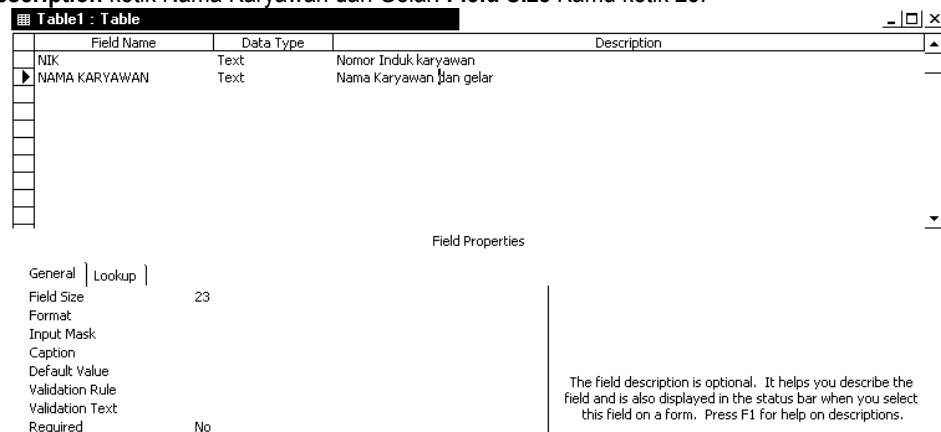 Table1 : Table
Field Name Data Type Description
NIK Text Nomor Induk karyawan
NAMA KARYAWAN Text Nama Karyawan dan gelar
Field Properties
General Lookup
Field Size 23
Format
Input Mask
Caption
Default Value
Validation Rule
Validation Text
Required No
The field description is optional. It helps you describe the
field and is also displayed in the status bar when you select
this field on a form. Press F1 for help on descriptions.